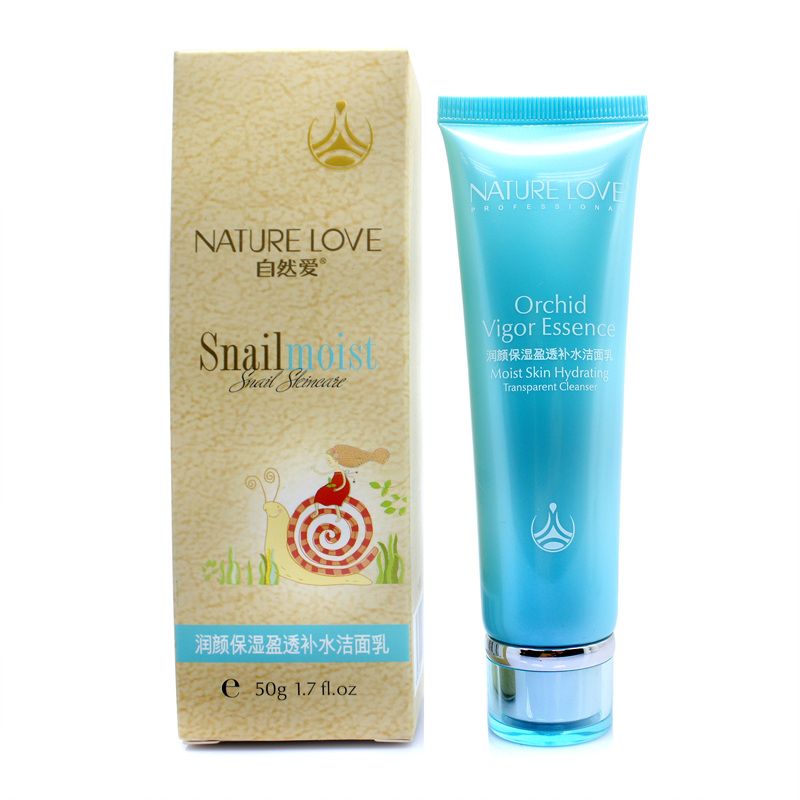 NATURE LOVE
自然爱®
Snailmoist
Snail Skincare
润颜保湿盈透补水洁面乳
e 50g 1.7 fl.oz
NATURE LOVE
PROFESSIONAL
Orchid
Vigor Essence
润颜保湿盈透补水洁面乳
Moist Skin Hydrating
Transparent Cleanser